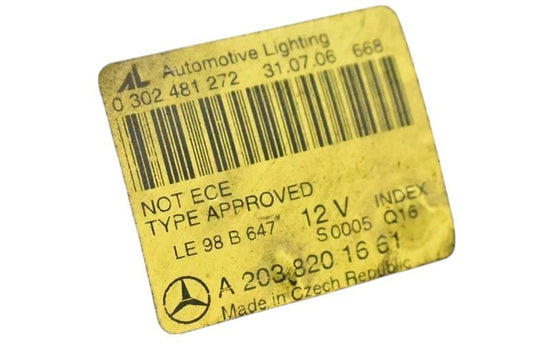 AL Automotive Lighting
0 302 481 272 31.07.06 668
NOT ECE
TYPE APPROVED
LE 98 B 647 12 V INDEX
S 0005 Q16
A 203 820 16 61
Made in Czech Republic